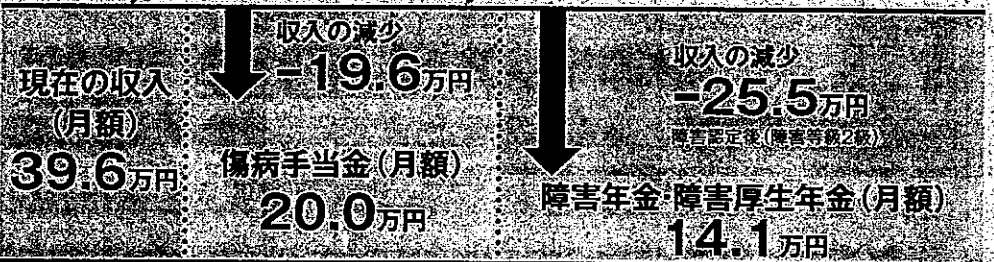 現在の収入
(月額)
39.6万円
収入の減少
-19.6万円
傷病手当金(月額)
20.0万円
収入の減少
-25.5万円
障害認定後(障害等級2級)
障害年金・障害厚生年金(月額)
14.1万円